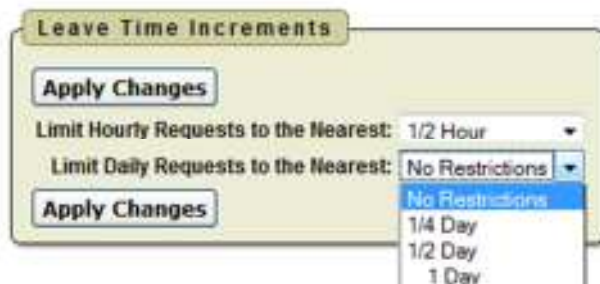 Leave Time Increments
Apply Changes
Limit Hourly Requests to the Nearest: 1/2 Hour
Limit Daily Requests to the Nearest: No Restrictions
No Restrictions
1/4 Day
1/2 Day
1 Day
Apply Changes